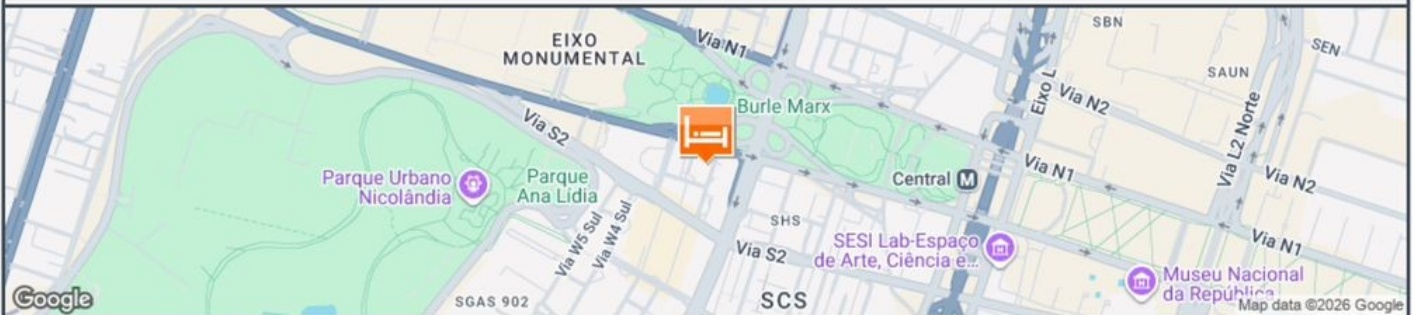 EIXO
MONUMENTAL
Via N1
SBN
SEN
SAUN
Eixo L
Via N2
Burle Marx
Via L2 Norte
Via S2
Parque Urbano
Nicolândia
Parque
Ana Lídia
Central M
Via N1
Via N2
Via W5 Sul
Via W4 Sul
SHS
Via S2
SESI Lab-Espaço
de Arte, Ciência e...
Via N1
Museu Nacional
da República
Google
SGAS 902
SCS
Map data ©2026 Google